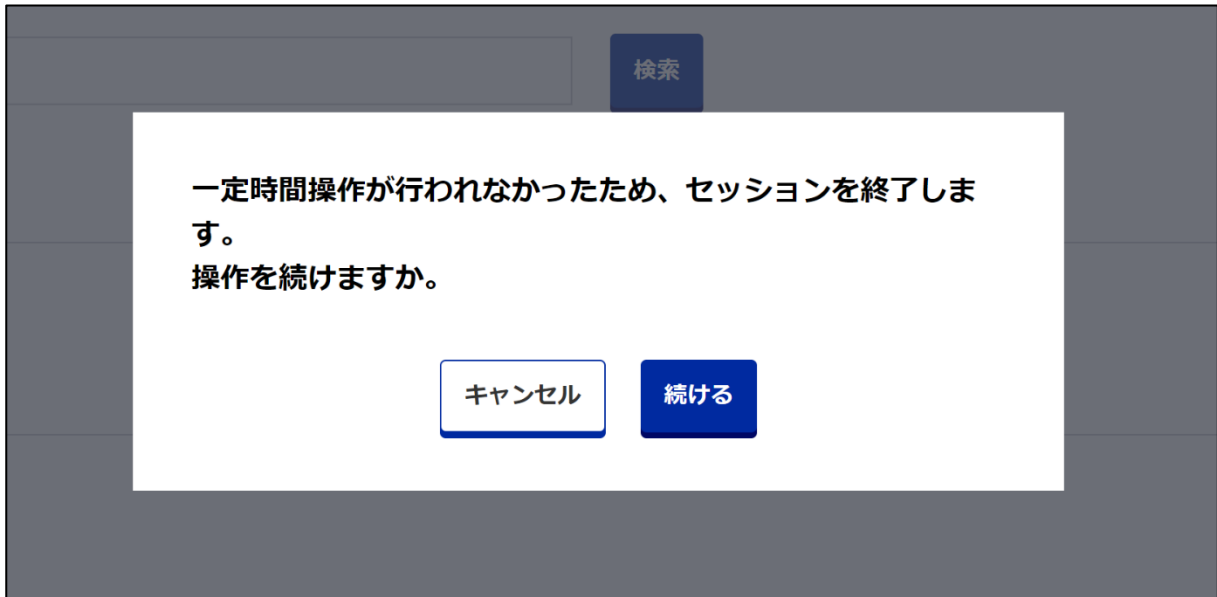 検索
一定時間操作が行われなかったため、セッションを終了しま
す。
操作を続けますか。
キャンセル
続ける